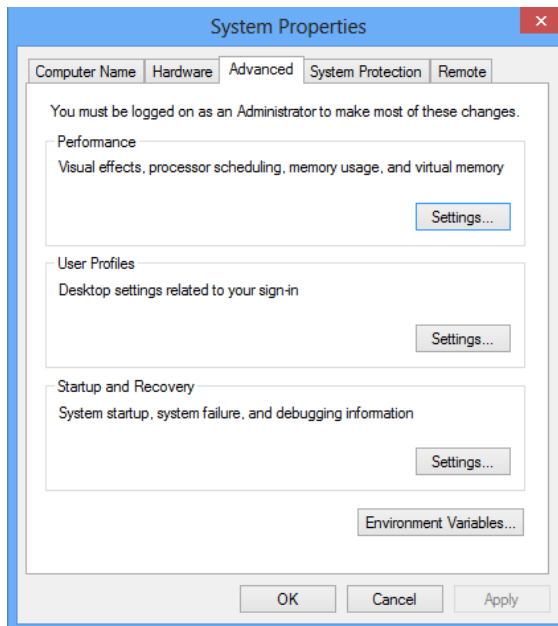 System Properties
Computer Name Hardware Advanced System Protection Remote
You must be logged on as an Administrator to make most of these changes.
Performance
Visual effects, processor scheduling, memory usage, and virtual memory
Settings...
User Profiles
Desktop settings related to your sign-in
Settings...
Startup and Recovery
System startup, system failure, and debugging information
Settings...
Environment Variables...
OK Cancel Apply